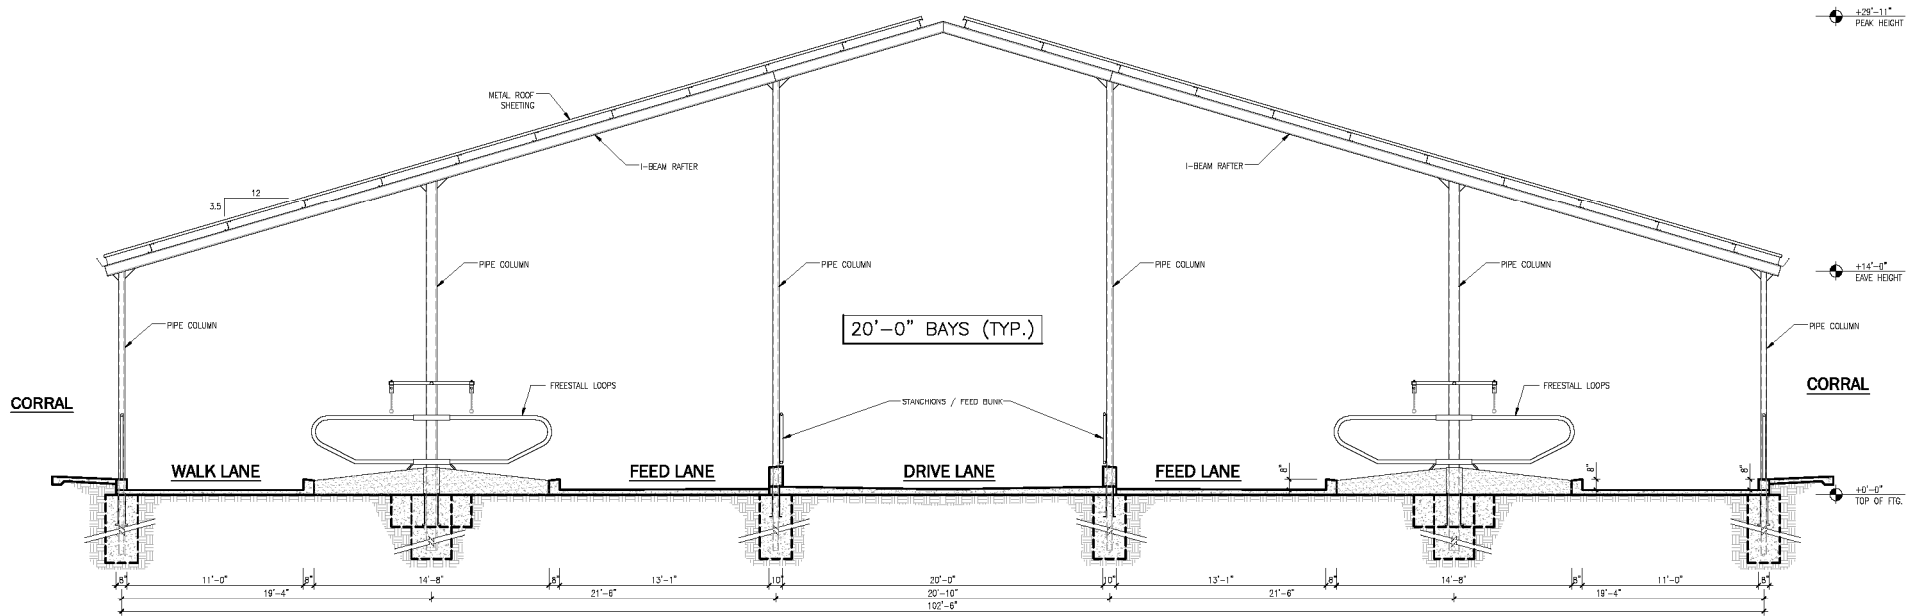 +29'-11"
PEAK HEIGHT
METAL ROOF
SHEETING
I-BEAM RAFTER
I-BEAM RAFTER
12
3.5
PIPE COLUMN
PIPE COLUMN
PIPE COLUMN
PIPE COLUMN
+14'-0"
EAVE HEIGHT
20'-0" BAYS (TYP.)
PIPE COLUMN
PIPE COLUMN
FREESTALL LOOPS
FREESTALL LOOPS
CORRAL
CORRAL
STANCHIONS / FEED BUNK
WALK LANE
FEED LANE
DRIVE LANE
FEED LANE
8"
8"
8"
+0'-0"
TOP OF FTG.
8" 11'-0" 8" 14'-8" 8" 13'-1" 10" 20'-0" 10" 13'-1" 8" 14'-8" 8" 11'-0" 8"
19'-4" 21'-6" 20'-10" 21'-6" 19'-4"
102'-6"